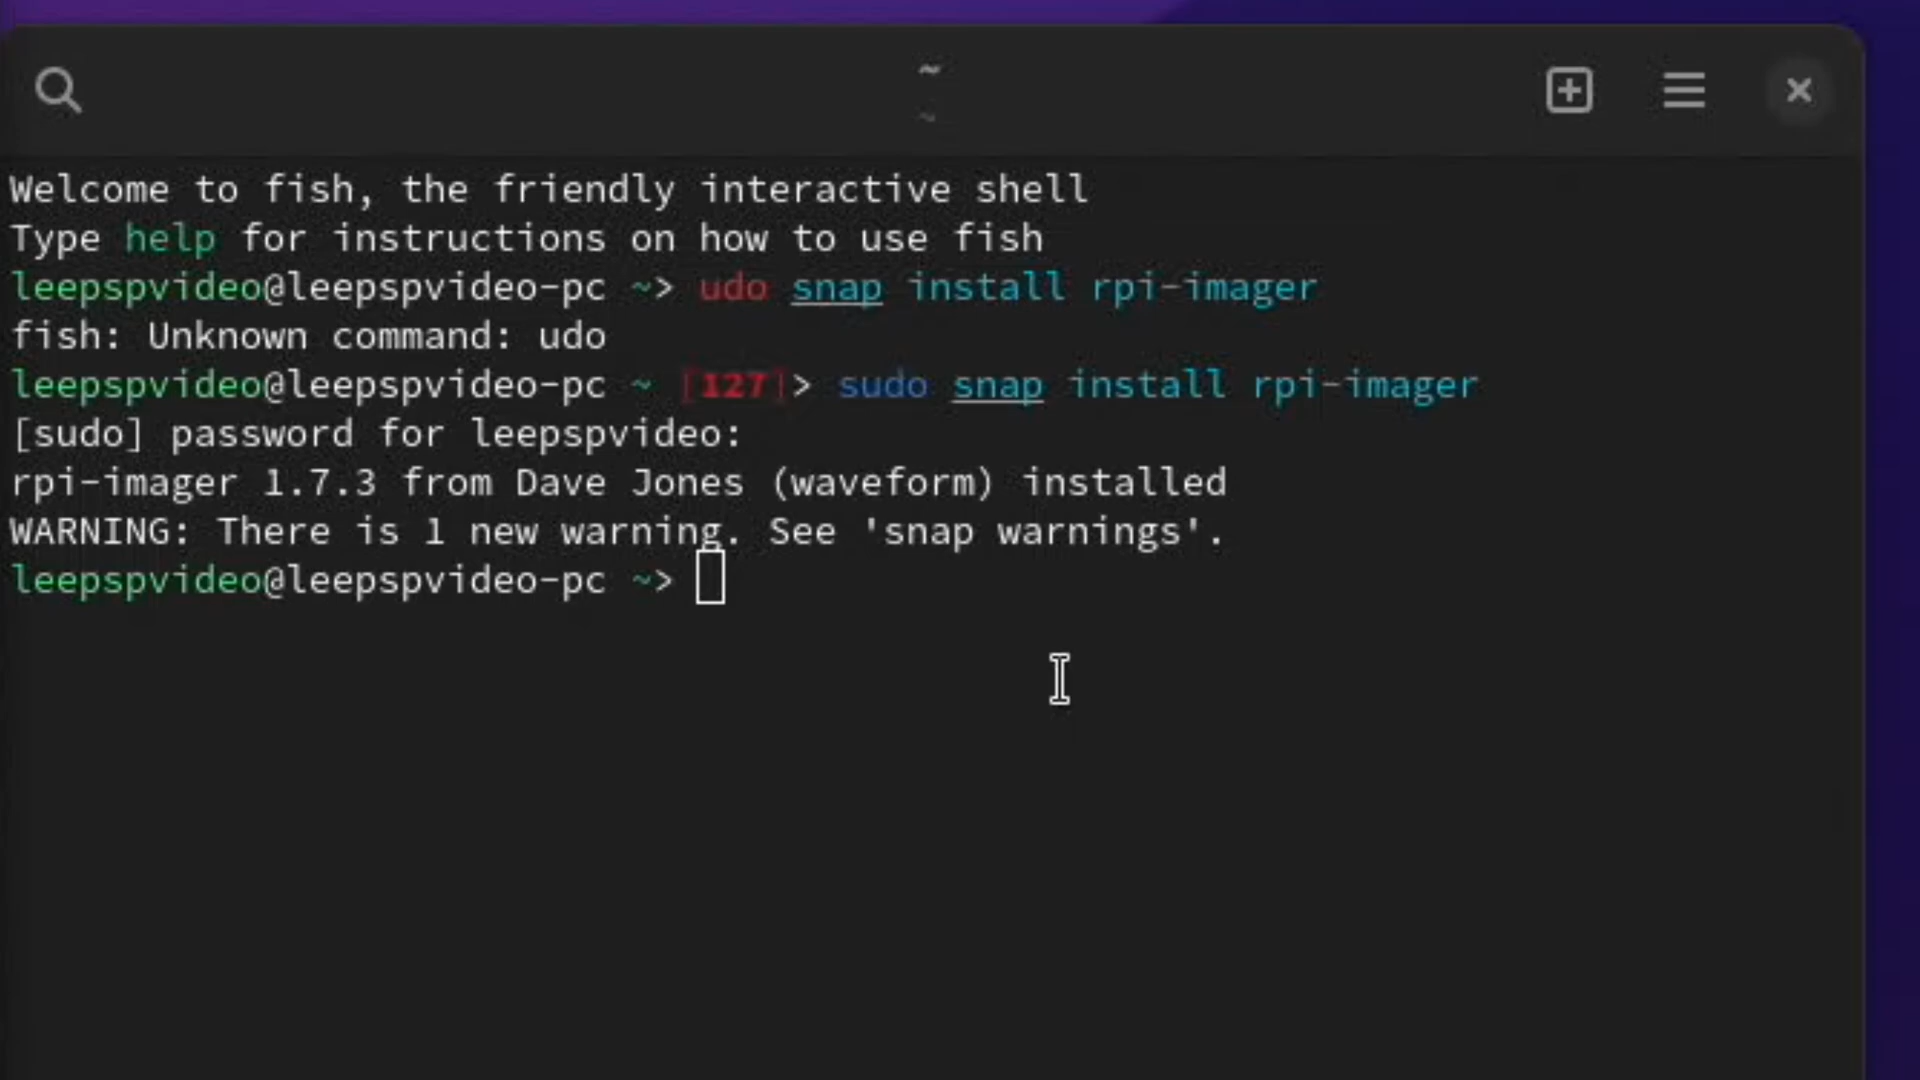 ~
~
Welcome to fish, the friendly interactive shell
Type help for instructions on how to use fish
leepspvideo@leepspvideo-pc ~> udo snap install rpi-imager
fish: Unknown command: udo
leepspvideo@leepspvideo-pc ~ [127]> sudo snap install rpi-imager
[sudo] password for leepspvideo:
rpi-imager 1.7.3 from Dave Jones (waveform) installed
WARNING: There is 1 new warning. See 'snap warnings'.
leepspvideo@leepspvideo-pc ~>